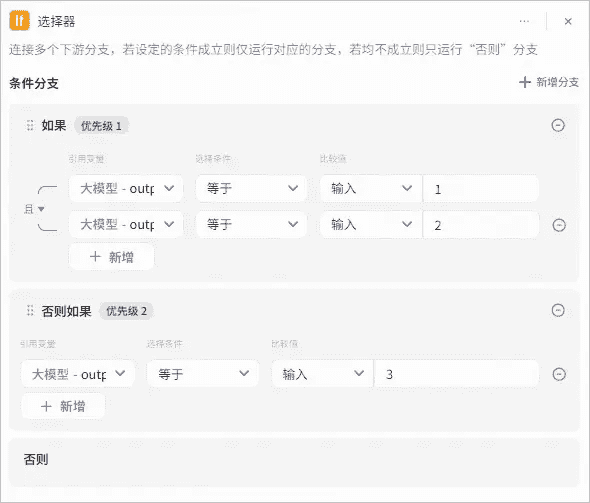 If 选择器
连接多个下游分支，若设定的条件成立则仅运行对应的分支，若均不成立则只运行“否则”分支
条件分支 新增分支
如果 优先级 1
引用变量 选择条件 比较值
大模型 - outp 等于 输入 1
且
大模型 - outp 等于 输入 2
新增
否则如果 优先级 2
引用变量 选择条件 比较值
大模型 - outp 等于 输入 3
新增
否则